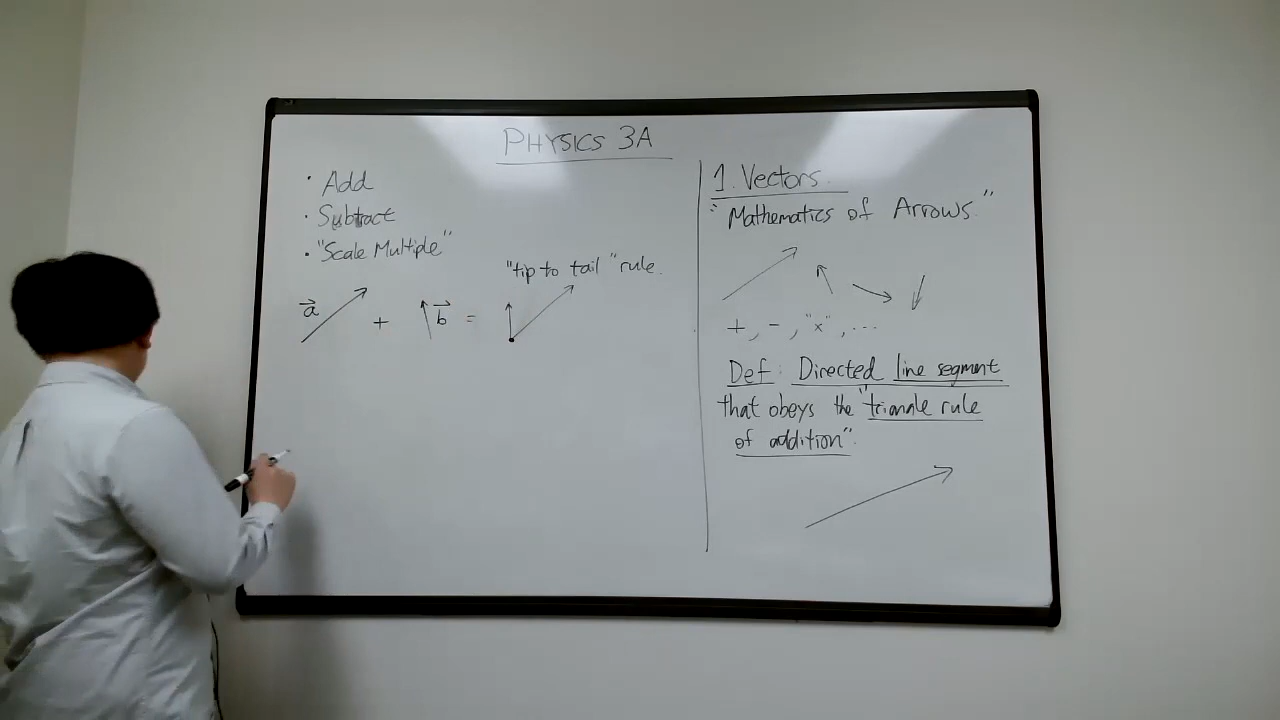 PHYSICS 3A
· Add
· Subtract
· "Scale Multiple"
"tip to tail" rule.
a + b =
1. Vectors.
: Mathematics of Arrows."
+, -, "x", ...
Def: Directed line segment
that obeys the "triangle rule
of addition".